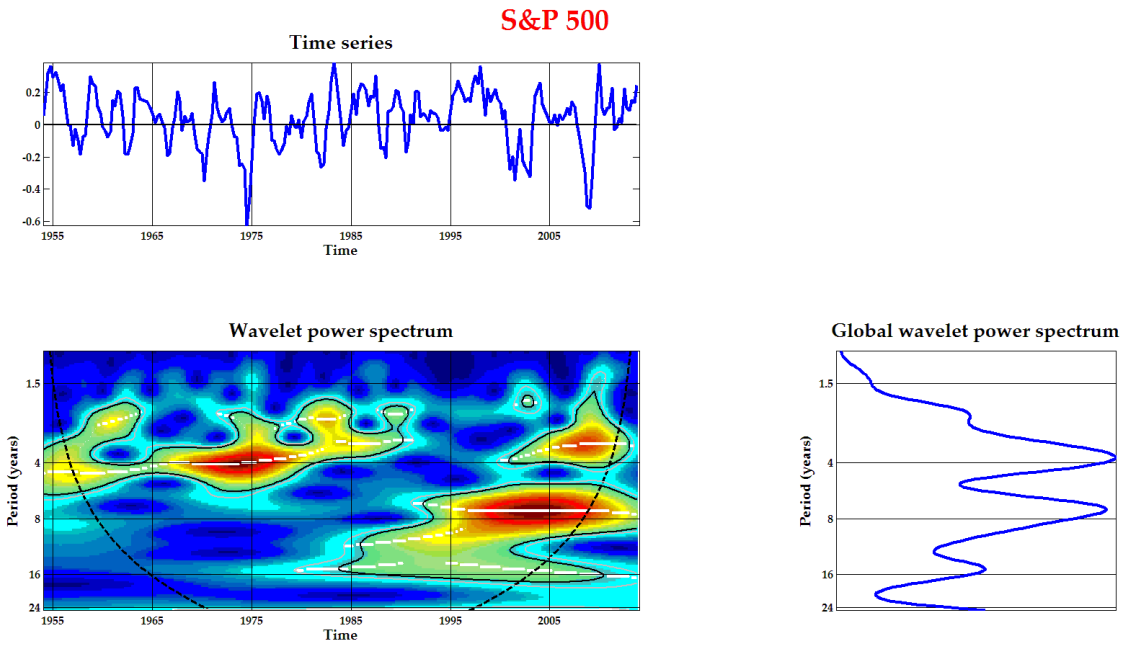 S&P 500
Time series
0.2
0
-0.2
-0.4
-0.6
1955 1965 1975 1985 1995 2005
Time
Wavelet power spectrum
Period (years)
1.5
4
8
16
24
1955 1965 1975 1985 1995 2005
Time
Global wavelet power spectrum
Period (years)
1.5
4
8
16
24